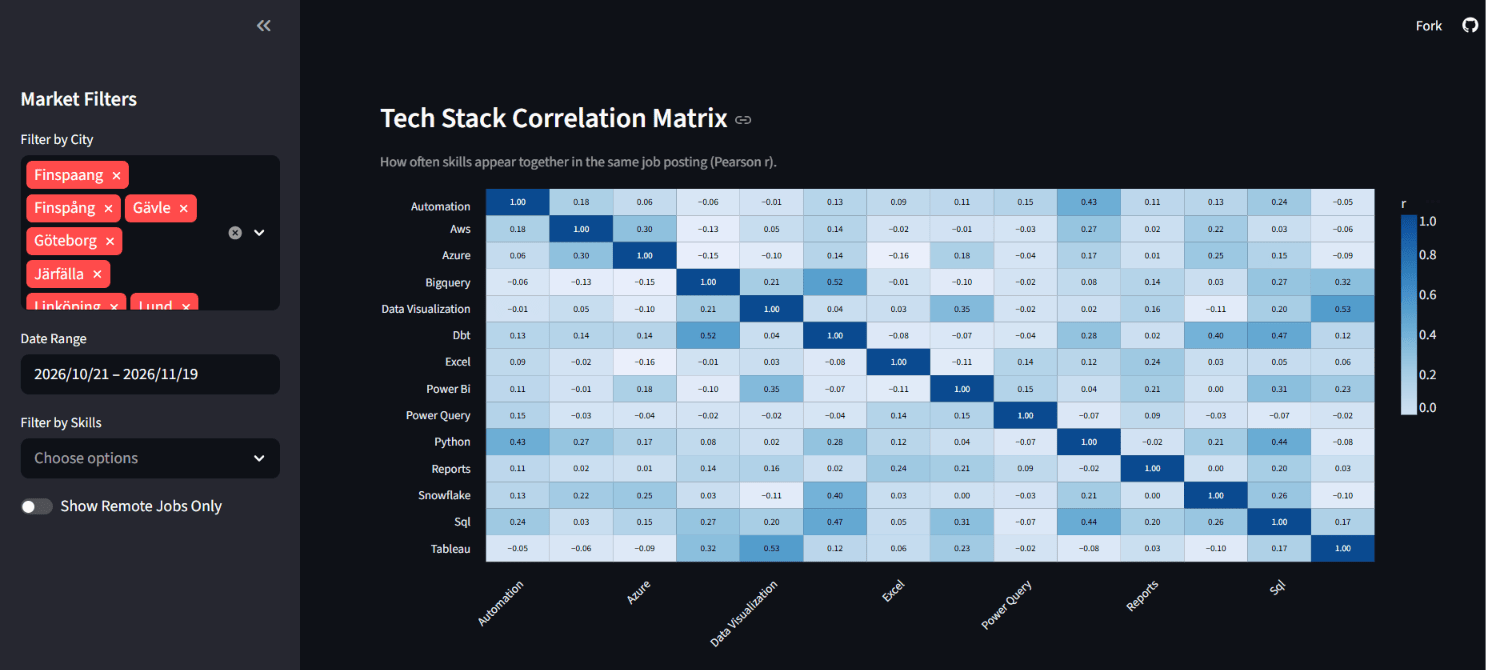 Fork
Market Filters
Filter by City
Finspaang ×
Finspång × Gävle ×
Göteborg ×
Järfälla ×
Linköping × Lund ×
Date Range
2026/10/21 – 2026/11/19
Filter by Skills
Choose options
Show Remote Jobs Only
Tech Stack Correlation Matrix
How often skills appear together in the same job posting (Pearson r).
Automation 1.00 0.18 0.06 −0.06 −0.01 0.13 0.09 0.11 0.15 0.43 0.11 0.13 0.24 −0.05
Aws 0.18 1.00 0.30 −0.13 0.05 0.14 −0.02 −0.01 −0.03 0.27 0.02 0.22 0.03 −0.06
Azure 0.06 0.30 1.00 −0.15 −0.10 0.14 −0.16 0.18 −0.04 0.17 0.01 0.25 0.15 −0.09
Bigquery −0.06 −0.13 −0.15 1.00 0.21 0.52 −0.01 −0.10 −0.02 0.08 0.14 0.03 0.27 0.32
Data Visualization −0.01 0.05 −0.10 0.21 1.00 0.04 0.03 0.35 −0.02 0.02 0.16 −0.11 0.20 0.53
Dbt 0.13 0.14 0.14 0.52 0.04 1.00 −0.08 −0.07 −0.04 0.28 0.02 0.40 0.47 0.12
Excel 0.09 −0.02 −0.16 −0.01 0.03 −0.08 1.00 −0.11 0.14 0.12 0.24 0.03 0.05 0.06
Power Bi 0.11 −0.01 0.18 −0.10 0.35 −0.07 −0.11 1.00 0.15 0.04 0.21 0.00 0.31 0.23
Power Query 0.15 −0.03 −0.04 −0.02 −0.02 −0.04 0.14 0.15 1.00 −0.07 0.09 −0.03 −0.07 −0.02
Python 0.43 0.27 0.17 0.08 0.02 0.28 0.12 0.04 −0.07 1.00 −0.02 0.21 0.44 −0.08
Reports 0.11 0.02 0.01 0.14 0.16 0.02 0.24 0.21 0.09 −0.02 1.00 0.00 0.20 0.03
Snowflake 0.13 0.22 0.25 0.03 −0.11 0.40 0.03 0.00 −0.03 0.21 0.00 1.00 0.26 −0.10
Sql 0.24 0.03 0.15 0.27 0.20 0.47 0.05 0.31 −0.07 0.44 0.20 0.26 1.00 0.17
Tableau −0.05 −0.06 −0.09 0.32 0.53 0.12 0.06 0.23 −0.02 −0.08 0.03 −0.10 0.17 1.00
Automation Azure Data Visualization Excel Power Query Reports Sql
r
1.0
0.8
0.6
0.4
0.2
0.0